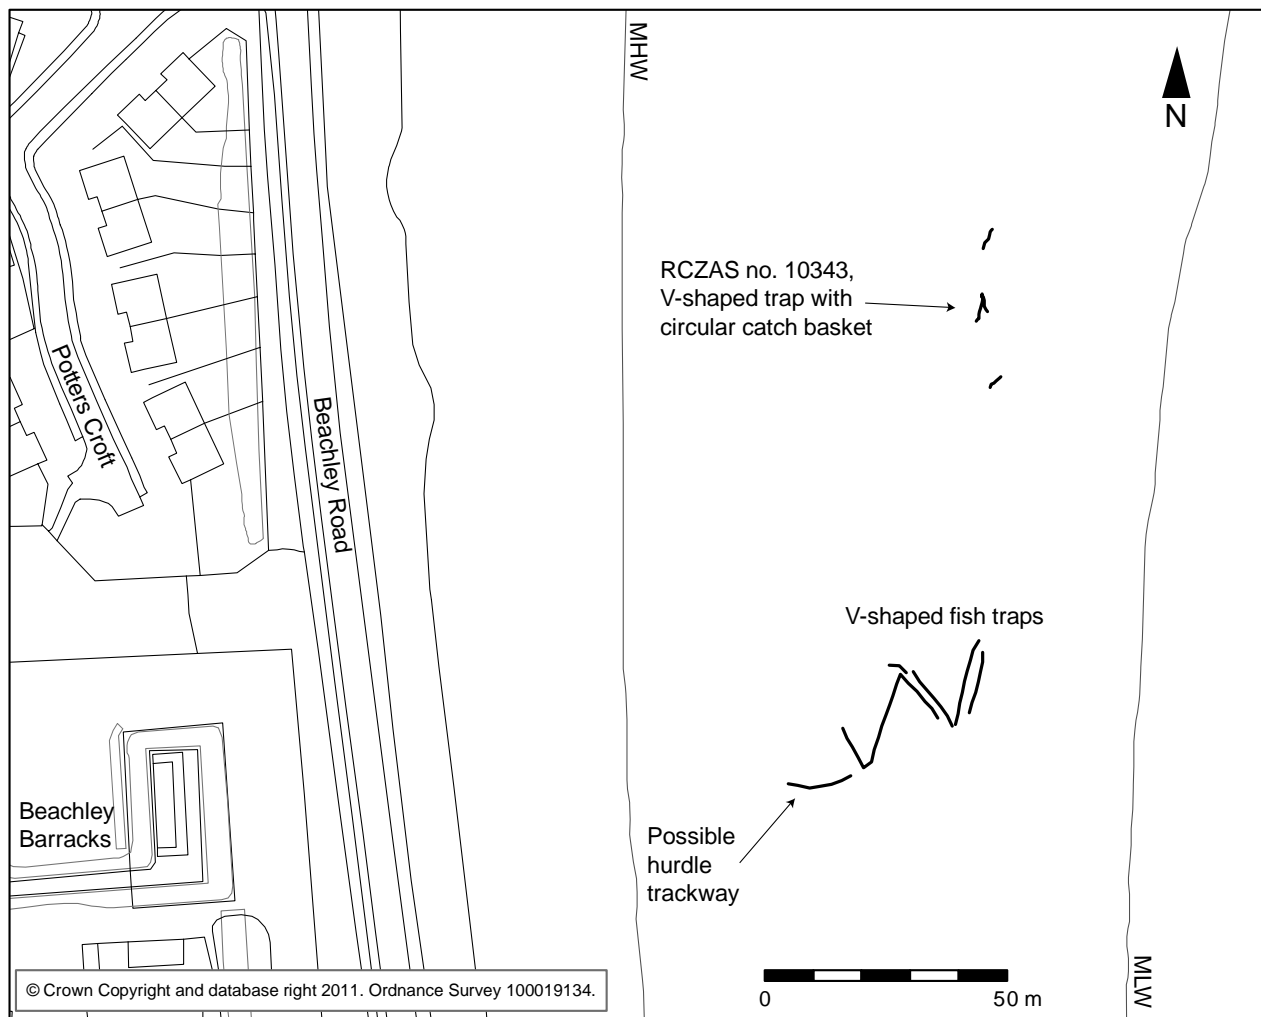 MHW
N
RCZAS no. 10343,
V-shaped trap with
circular catch basket
Potters Croft
Beachley Road
V-shaped fish traps
Beachley
Barracks
Possible
hurdle
trackway
MLW
© Crown Copyright and database right 2011. Ordnance Survey 100019134.
0 50 m